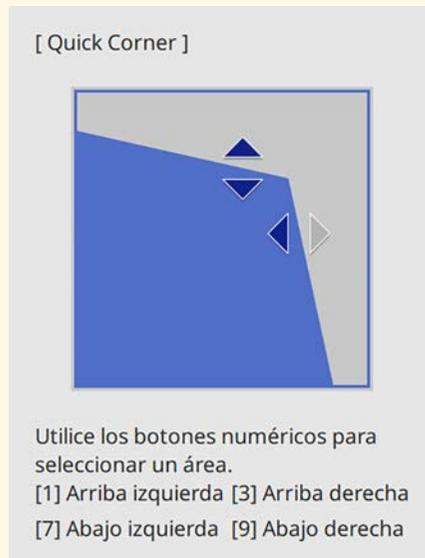 [ Quick Corner ]
Utilice los botones numéricos para
seleccionar un área.
[1] Arriba izquierda [3] Arriba derecha
[7] Abajo izquierda [9] Abajo derecha